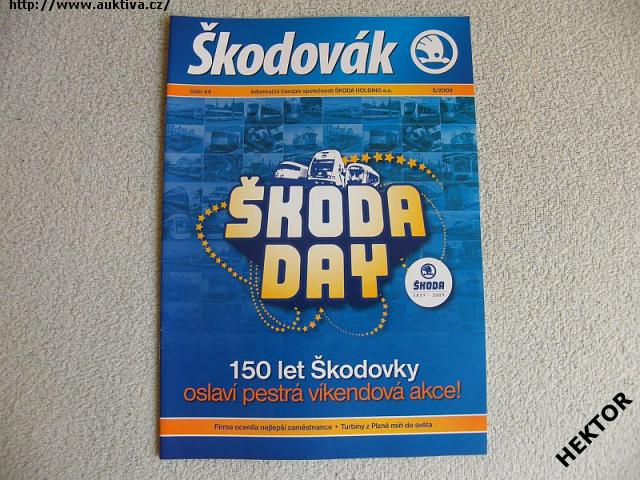 http://www.auktiva.cz/
Škodovák
číslo 44 Informační časopis společnosti ŠKODA HOLDING a.s. 5/2009
ŠKODA
DAY
ŠKODA
1859 - 2009
150 let Škodovky
oslaví pestrá víkendová akce!
Firma ocenila nejlepší zaměstnance • Turbíny z Plzně míří do světa
HEKTOR